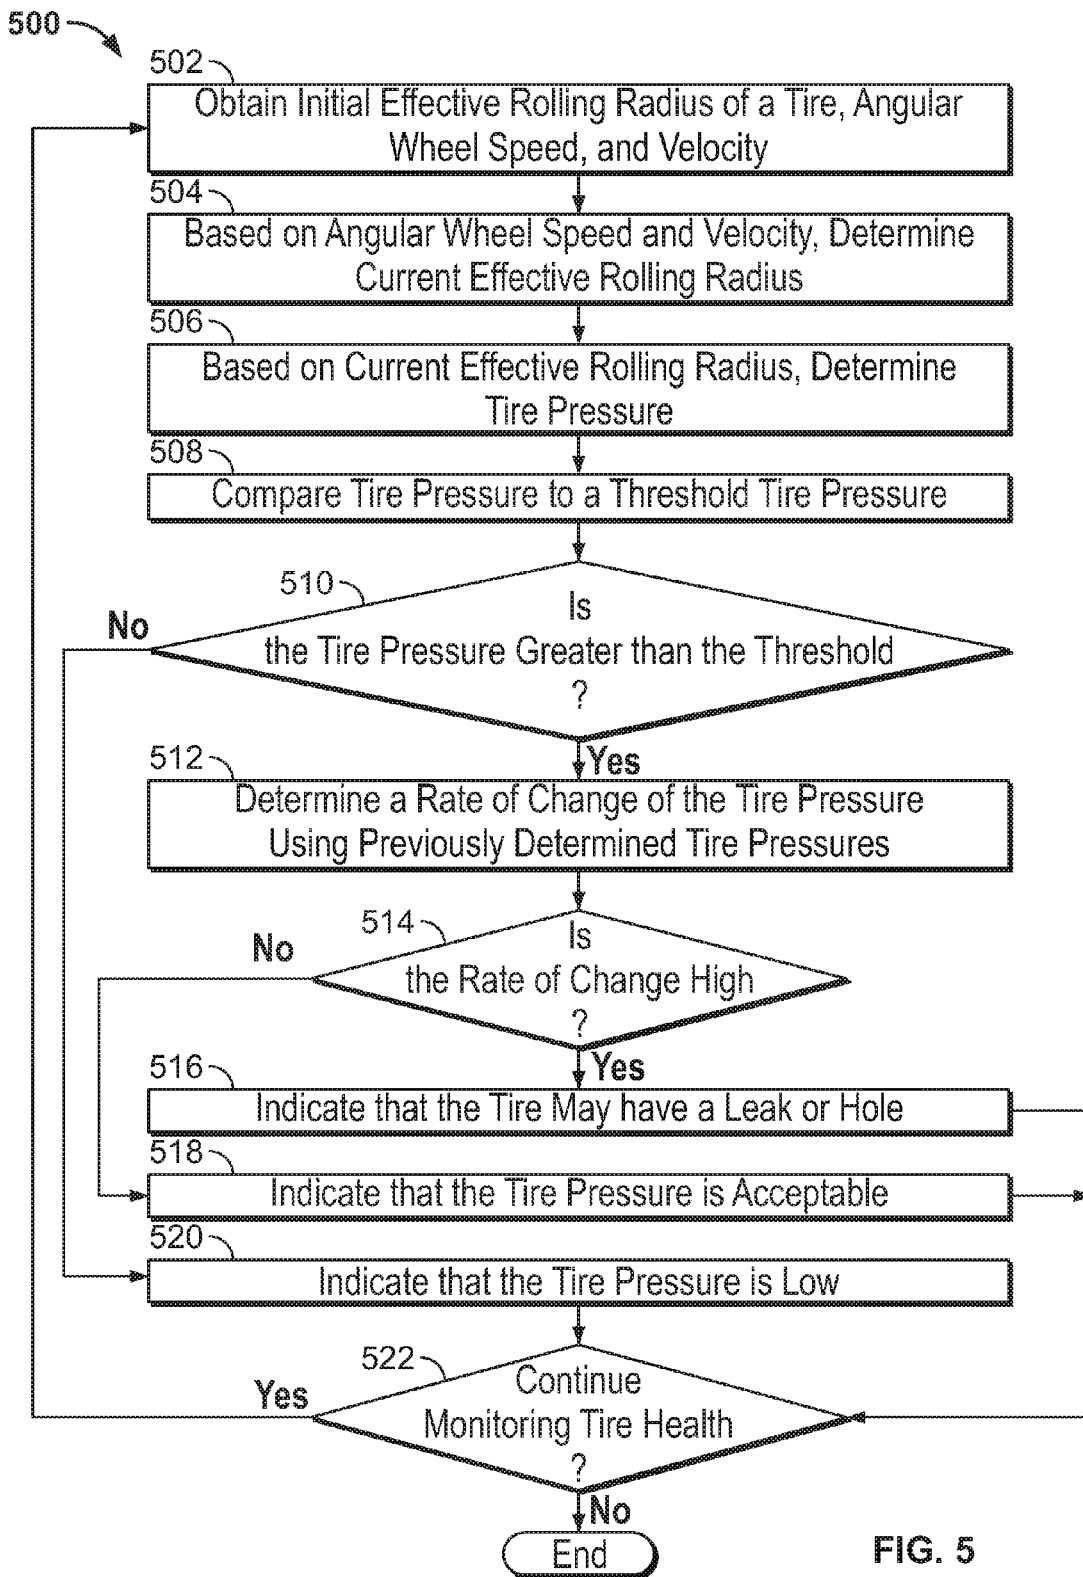 500
502
Obtain Initial Effective Rolling Radius of a Tire, Angular
Wheel Speed, and Velocity
504
Based on Angular Wheel Speed and Velocity, Determine
Current Effective Rolling Radius
506
Based on Current Effective Rolling Radius, Determine
Tire Pressure
508
Compare Tire Pressure to a Threshold Tire Pressure
510
No
Is
the Tire Pressure Greater than the Threshold
?
Yes
512
Determine a Rate of Change of the Tire Pressure
Using Previously Determined Tire Pressures
514
No
Is
the Rate of Change High
?
Yes
516
Indicate that the Tire May have a Leak or Hole
518
Indicate that the Tire Pressure is Acceptable
520
Indicate that the Tire Pressure is Low
522
Yes
Continue
Monitoring Tire Health
?
No
End
FIG. 5